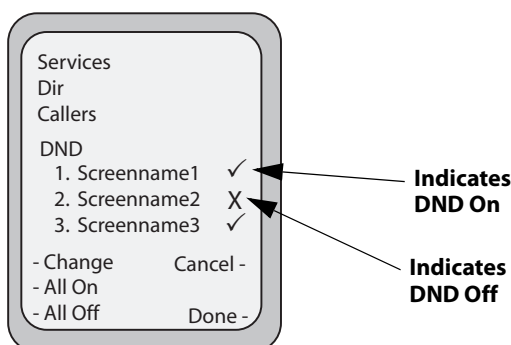 Services
Dir
Callers
DND
1. Screenname1 ✓
2. Screenname2 X
3. Screenname3 ✓
- Change Cancel -
- All On
- All Off Done -
Indicates
DND On
Indicates
DND Off